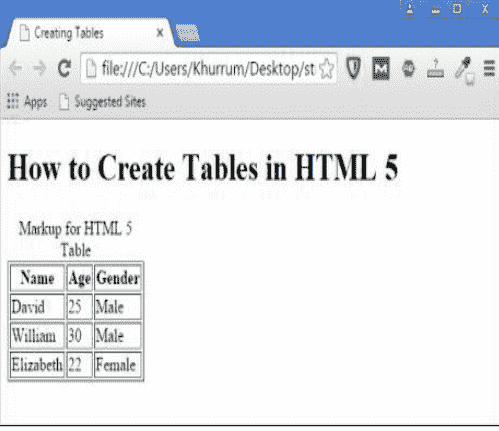 Creating Tables
file:///C:/Users/Khurrum/Desktop/st
Apps Suggested Sites
How to Create Tables in HTML 5
Markup for HTML 5
Table
Name Age Gender
David 25 Male
William 30 Male
Elizabeth 22 Female